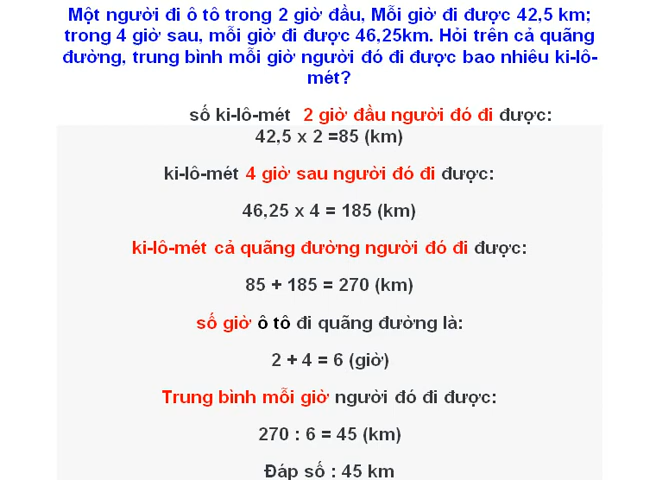 Một người đi ô tô trong 2 giờ đầu, Mỗi giờ đi được 42,5 km;
trong 4 giờ sau, mỗi giờ đi được 46,25km. Hỏi trên cả quãng
đường, trung bình mỗi giờ người đó đi được bao nhiêu ki-lô-
mét?
số ki-lô-mét 2 giờ đầu người đó đi được:
42,5 x 2 =85 (km)
ki-lô-mét 4 giờ sau người đó đi được:
46,25 x 4 = 185 (km)
ki-lô-mét cả quãng đường người đó đi được:
85 + 185 = 270 (km)
số giờ ô tô đi quãng đường là:
2 + 4 = 6 (giờ)
Trung bình mỗi giờ người đó đi được:
270 : 6 = 45 (km)
Đáp số : 45 km